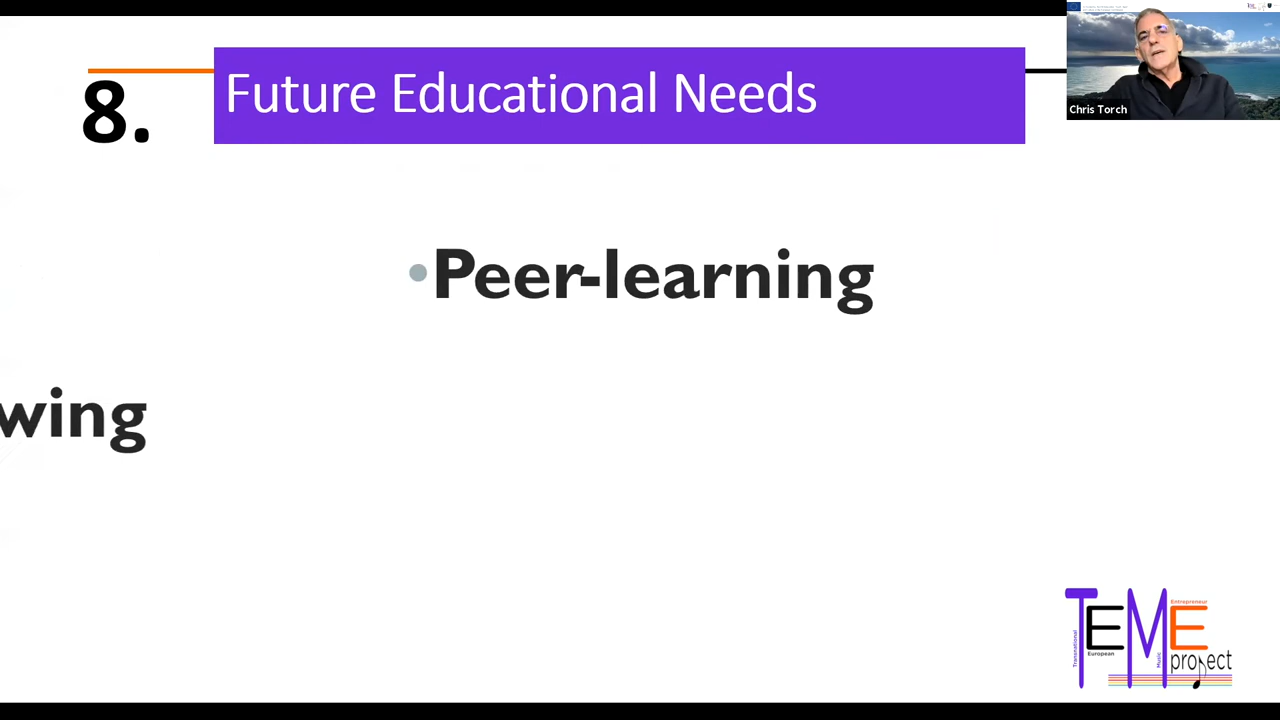 8.
Future Educational Needs
Chris Torch
•Peer-learning
wing
TEME
Transnational
European
Music
Entrepreneur
project